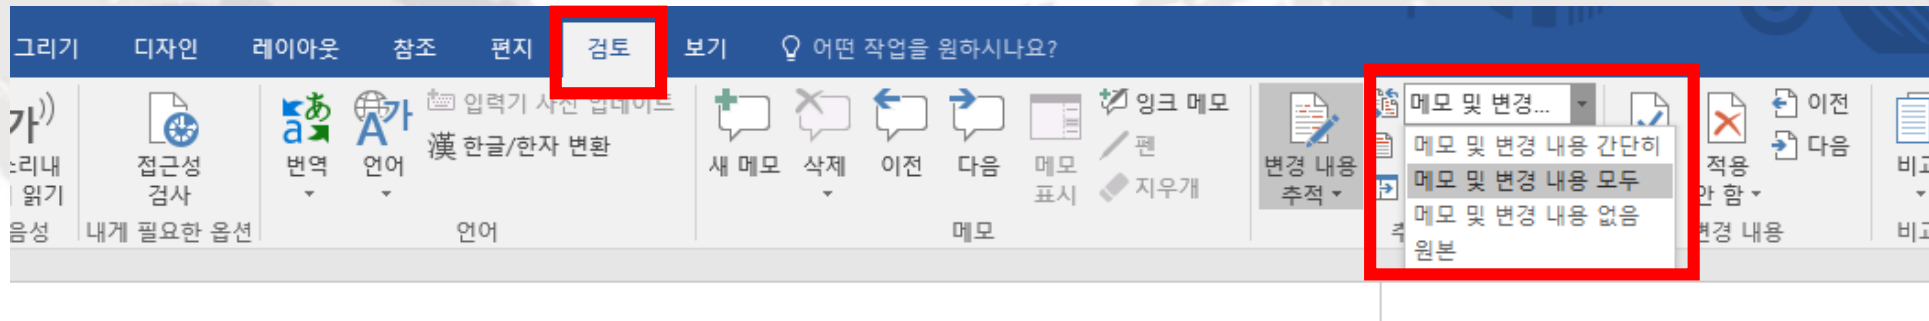 그리기 디자인 레이아웃 참조 편지 검토 보기 어떤 작업을 원하시나요?
입력기 사전 업데이트
한글/한자 변환
접근성
검사
번역
언어
새 메모
삭제
이전
다음
메모
표시
잉크 메모
펜
지우개
변경 내용
추적
메모 및 변경...
메모 및 변경 내용 간단히
메모 및 변경 내용 모두
메모 및 변경 내용 없음
원본
적용
안 함
이전
다음
읽기
내게 필요한 옵션
언어
메모
변경 내용